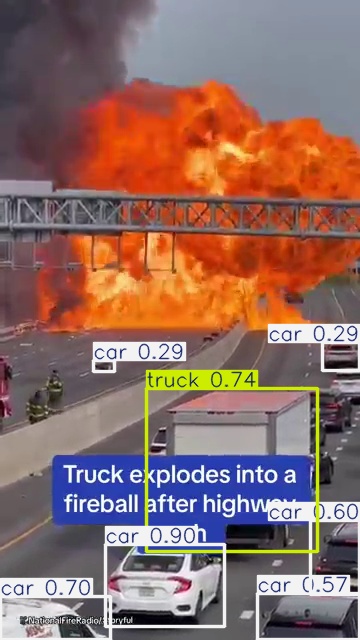 car 0.29
car 0.29
truck 0.74
Truck explodes into a
fireball after highway
h
car 0.60
car 0.90
car 0.70
car 0.57
NationalFireRadio/Storyful